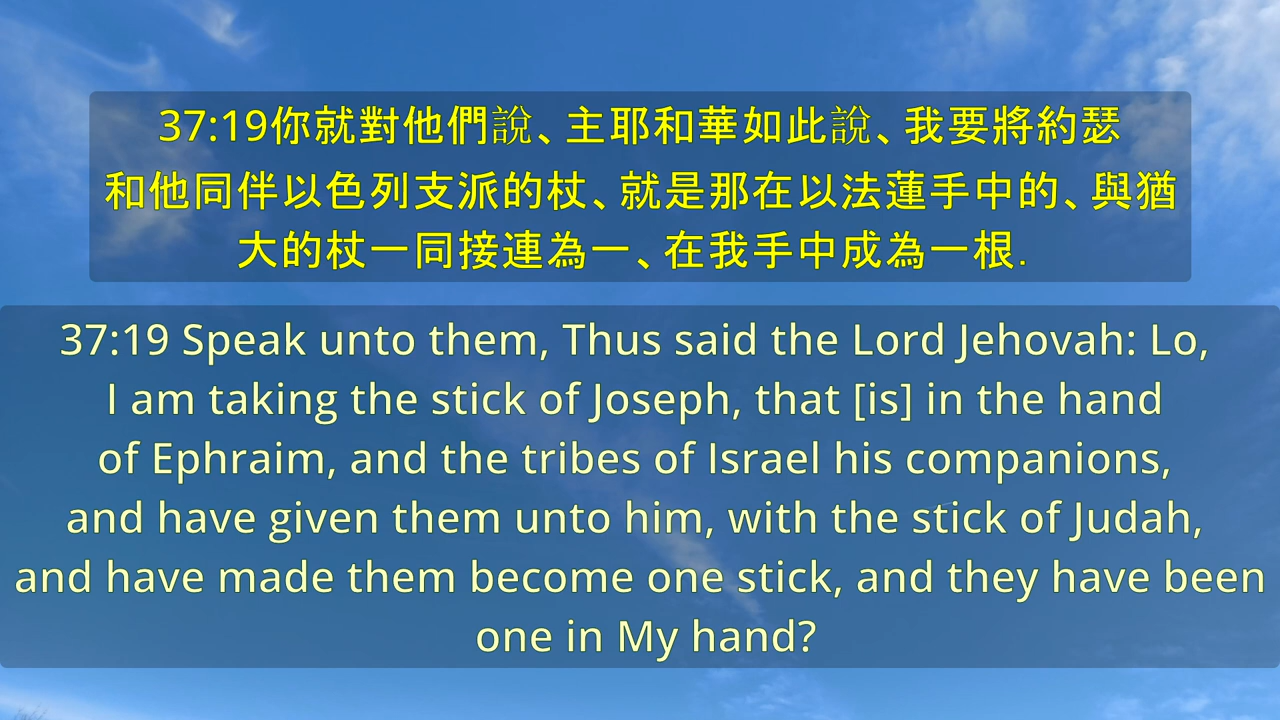 37:19你就對他們說、主耶和華如此說、我要將約瑟
和他同伴以色列支派的杖、就是那在以法蓮手中的、與猶
大的杖一同接連為一、在我手中成為一根.
37:19 Speak unto them, Thus said the Lord Jehovah: Lo,
I am taking the stick of Joseph, that [is] in the hand
of Ephraim, and the tribes of Israel his companions,
and have given them unto him, with the stick of Judah,
and have made them become one stick, and they have been
one in My hand?